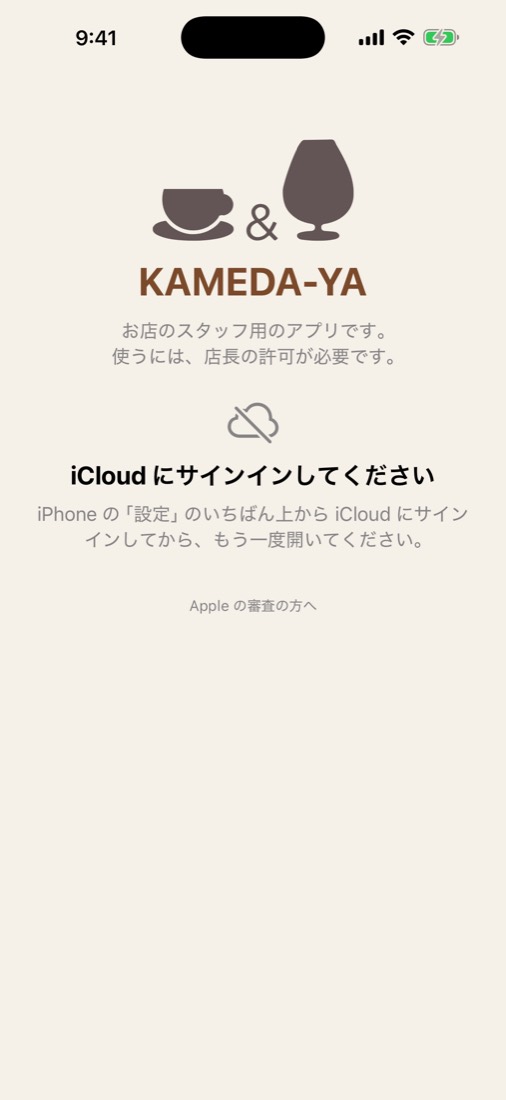 9:41
&
KAMEDA-YA
お店のスタッフ用のアプリです。
使うには、店長の許可が必要です。
iCloud にサインインしてください
iPhone の「設定」のいちばん上から iCloud にサイン
インしてから、もう一度開いてください。
Apple の審査の方へ